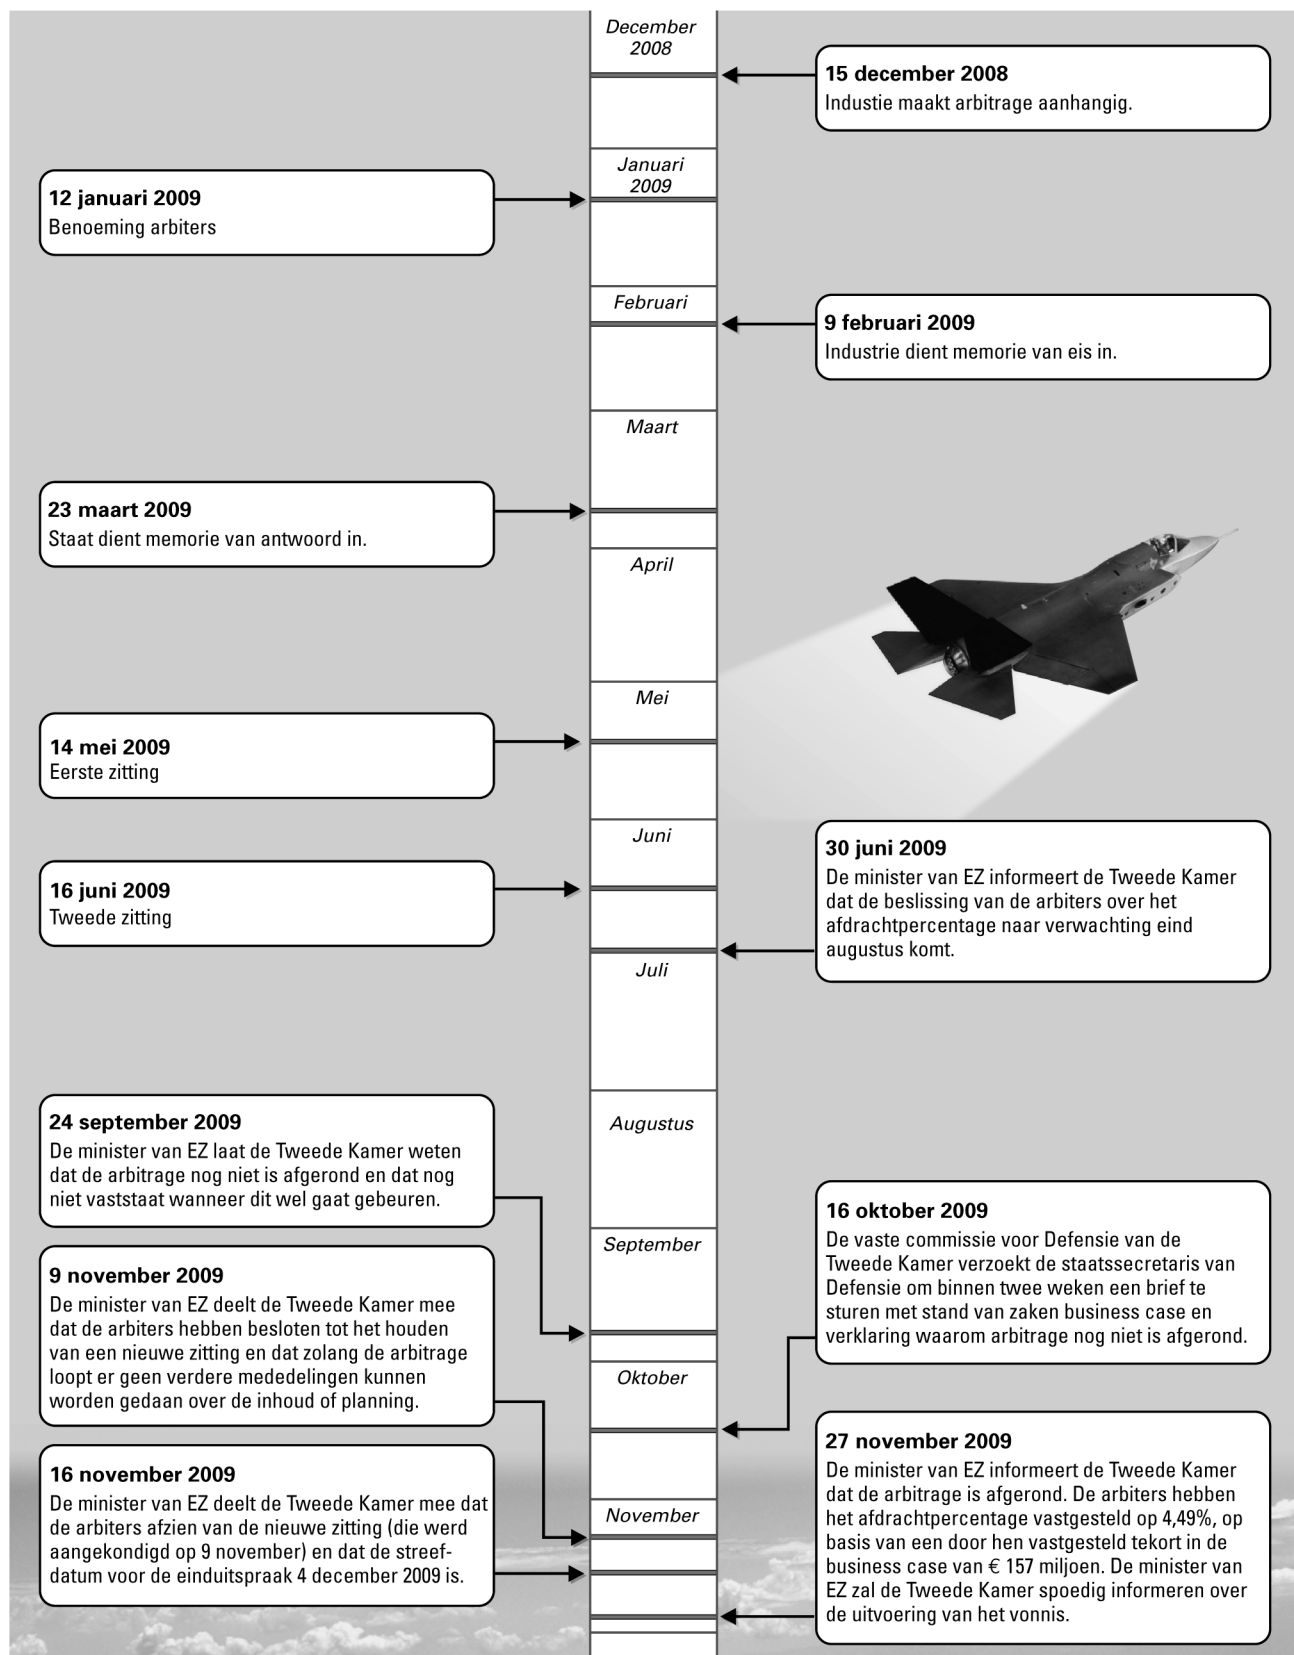 December
2008
15 december 2008
Industie maakt arbitrage aanhangig.
Januari
2009
12 januari 2009
Benoeming arbiters
Februari
9 februari 2009
Industrie dient memorie van eis in.
Maart
23 maart 2009
Staat dient memorie van antwoord in.
April
Mei
14 mei 2009
Eerste zitting
Juni
16 juni 2009
Tweede zitting
30 juni 2009
De minister van EZ informeert de Tweede Kamer
dat de beslissing van de arbiters over het
afdrachtpercentage naar verwachting eind
augustus komt.
Juli
Augustus
24 september 2009
De minister van EZ laat de Tweede Kamer weten
dat de arbitrage nog niet is afgerond en dat nog
niet vaststaat wanneer dit wel gaat gebeuren.
September
16 oktober 2009
De vaste commissie voor Defensie van de
Tweede Kamer verzoekt de staatssecretaris van
Defensie om binnen twee weken een brief te
sturen met stand van zaken business case en
verklaring waarom arbitrage nog niet is afgerond.
Oktober
9 november 2009
De minister van EZ deelt de Tweede Kamer mee
dat de arbiters hebben besloten tot het houden
van een nieuwe zitting en dat zolang de arbitrage
loopt er geen verdere mededelingen kunnen
worden gedaan over de inhoud of planning.
November
16 november 2009
De minister van EZ deelt de Tweede Kamer mee dat
de arbiters afzien van de nieuwe zitting (die werd
aangekondigd op 9 november) en dat de streef-
datum voor de einduitspraak 4 december 2009 is.
27 november 2009
De minister van EZ informeert de Tweede Kamer
dat de arbitrage is afgerond. De arbiters hebben
het afdrachtpercentage vastgesteld op 4,49%, op
basis van een door hen vastgesteld tekort in de
business case van € 157 miljoen. De minister van
EZ zal de Tweede Kamer spoedig informeren over
de uitvoering van het vonnis.